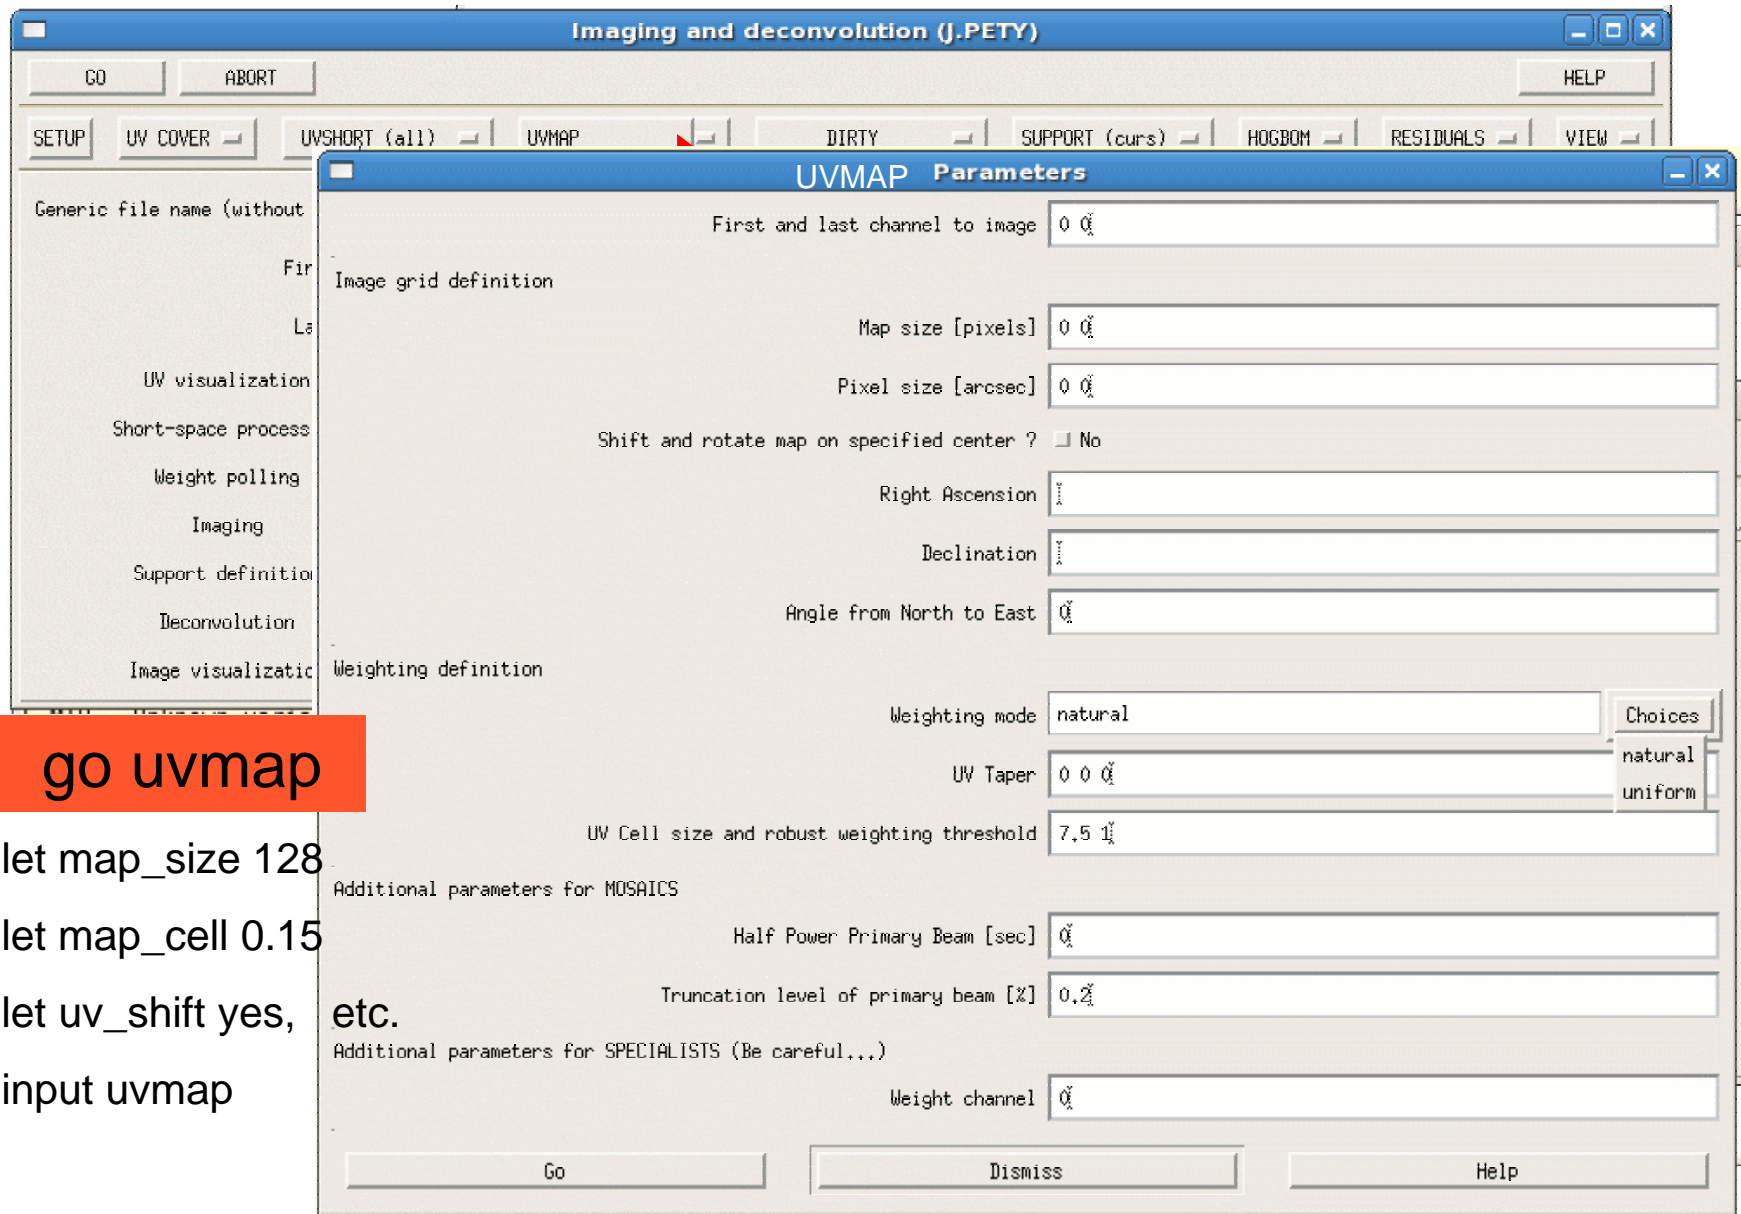 Imaging and deconvolution (J.PETY)
GO ABORT HELP
SETUP UV COVER UVSHORT (all) UVMAP DIRTY SUPPORT (curs) HOGBOM RESIDUALS VIEW
UVMAP Parameters
Generic file name (without
First and last channel to image 0 0
Fir
Image grid definition
La
Map size [pixels] 0 0
UV visualization
Pixel size [arcsec] 0 0
Short-space process
Shift and rotate map on specified center ? No
Weight polling
Right Ascension
Imaging
Declination
Support definitio
Angle from North to East 0
Deconvolution
Image visualizatic
Weighting definition
Weighting mode natural Choices
natural
uniform
go uvmap
UV Taper 0 0 0
UV Cell size and robust weighting threshold 7.5 1
let map_size 128
Additional parameters for MOSAICS
let map_cell 0.15
Half Power Primary Beam [sec] 0
Truncation level of primary beam [%] 0.2
let uv_shift yes, etc.
Additional parameters for SPECIALISTS (Be careful...)
input uvmap
Weight channel 0
Go Dismiss Help